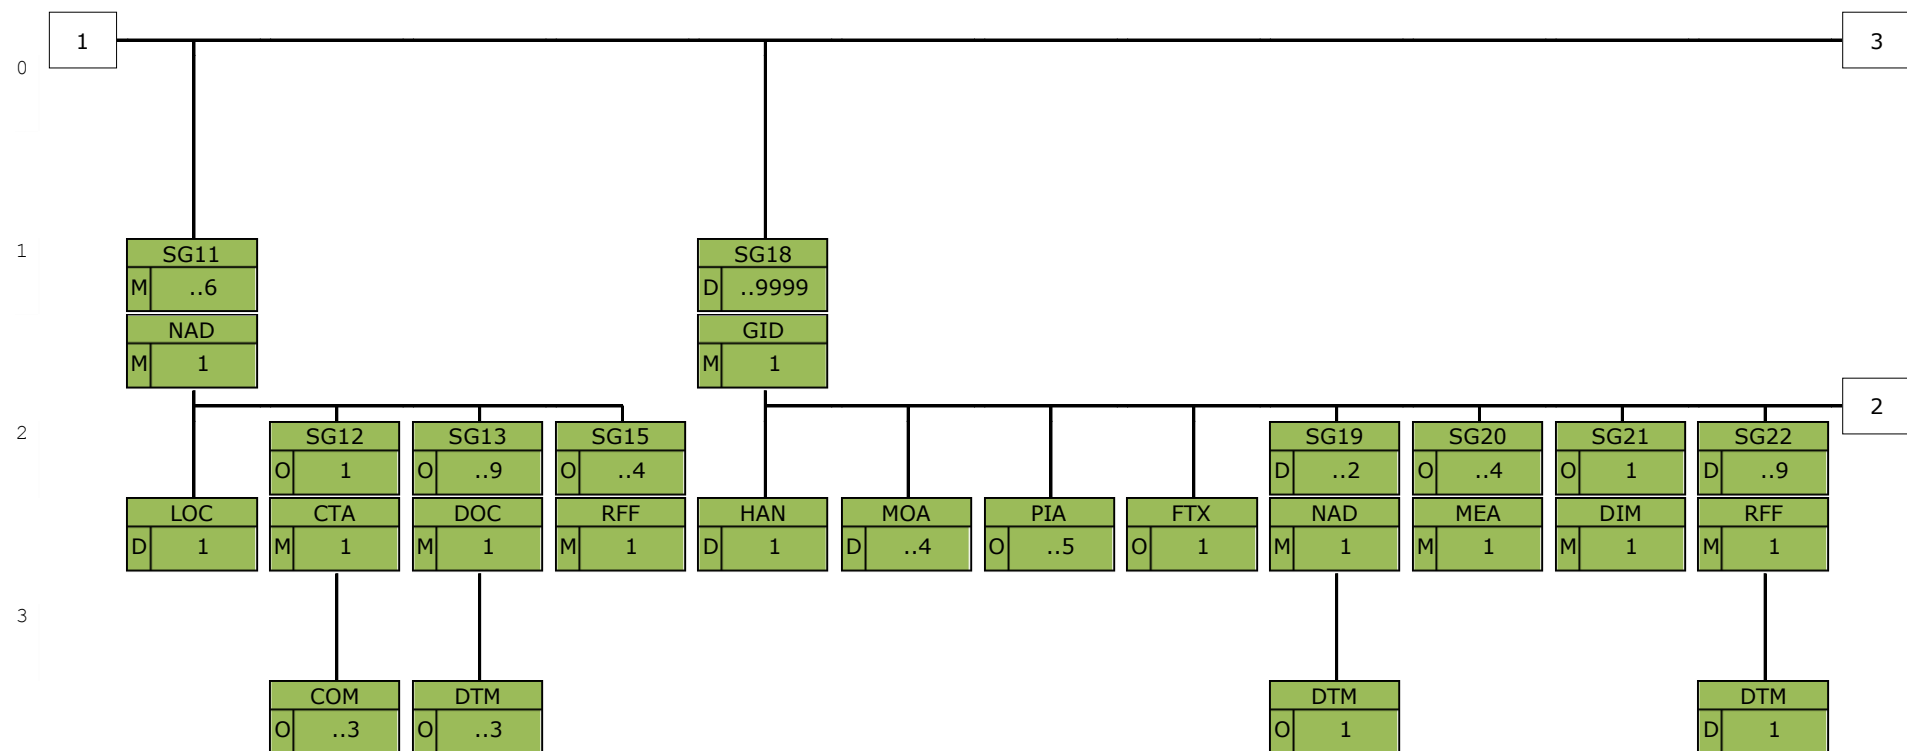 1
3
0
1
SG11
SG18
M ..6
D ..9999
NAD
GID
M 1
M 1
2
2
SG12
SG13
SG15
SG19
SG20
SG21
SG22
O 1
O ..9
O ..4
D ..2
O ..4
O 1
D ..9
LOC
CTA
DOC
RFF
HAN
MOA
PIA
FTX
NAD
MEA
DIM
RFF
D 1
M 1
M 1
M 1
D 1
D ..4
O ..5
O 1
M 1
M 1
M 1
M 1
3
COM
DTM
DTM
DTM
O ..3
O ..3
O 1
D 1